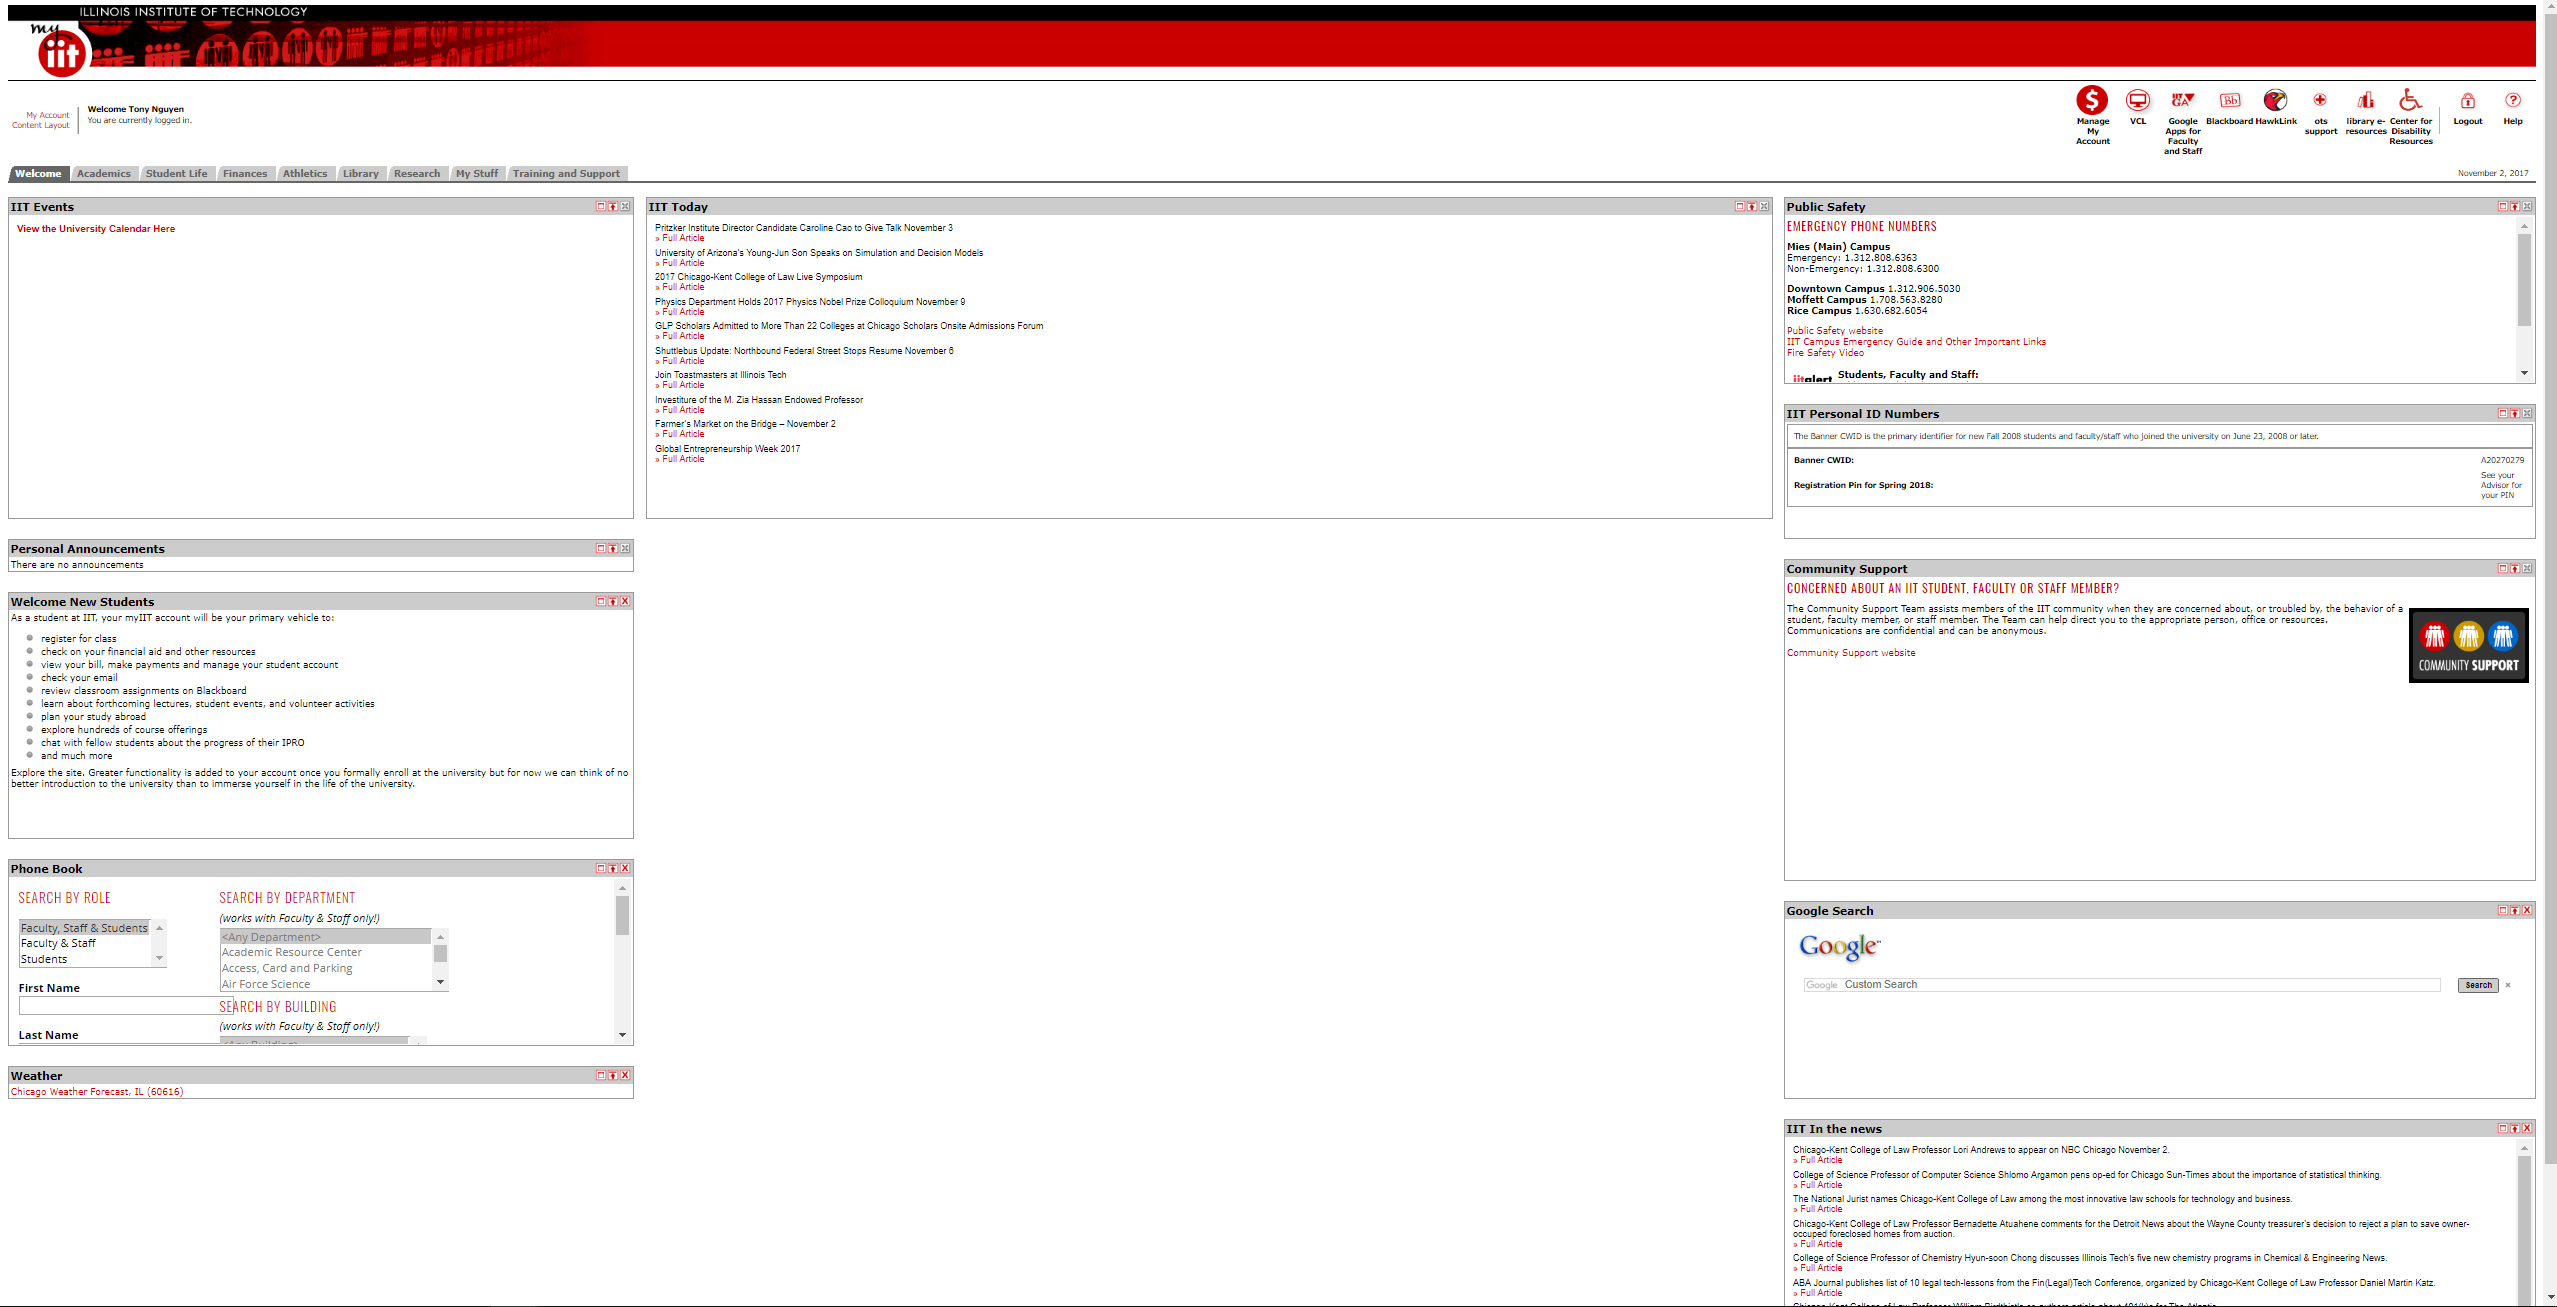 ILLINOIS INSTITUTE OF TECHNOLOGY
my
iit
My Account
Content Layout
Welcome Tony Nguyen
You are currently logged in.
Manage My Account
VCL
Google Apps for Faculty and Staff
Blackboard
HawkLink
ots support
library e-resources
Center for Disability Resources
Logout
Help
Welcome Academics Student Life Finances Athletics Library Research My Stuff Training and Support
November 2, 2017
IIT Events
View the University Calendar Here
Personal Announcements
There are no announcements
Welcome New Students
As a student at IIT, your myIIT account will be your primary vehicle to:
register for class
check on your financial aid and other resources
view your bill, make payments and manage your student account
check your email
review classroom assignments on Blackboard
learn about forthcoming lectures, student events, and volunteer activities
plan your study abroad
explore hundreds of course offerings
chat with fellow students about the progress of their IPRO
and much more
Explore the site. Greater functionality is added to your account once you formally enroll at the university but for now we can think of no
better introduction to the university than to immerse yourself in the life of the university.
Phone Book
SEARCH BY ROLE
Faculty, Staff & Students
Faculty & Staff
Students
First Name
Last Name
SEARCH BY DEPARTMENT
(works with Faculty & Staff only!)
<Any Department>
Academic Resource Center
Access, Card and Parking
Air Force Science
SEARCH BY BUILDING
(works with Faculty & Staff only!)
<Any Building>
Weather
Chicago Weather Forecast, IL (60616)
IIT Today
Pritzker Institute Director Candidate Caroline Cao to Give Talk November 3
» Full Article
University of Arizona's Young-Jun Son Speaks on Simulation and Decision Models
» Full Article
2017 Chicago-Kent College of Law Live Symposium
» Full Article
Physics Department Holds 2017 Physics Nobel Prize Colloquium November 9
» Full Article
GLP Scholars Admitted to More Than 22 Colleges at Chicago Scholars Onsite Admissions Forum
» Full Article
Shuttlebus Update: Northbound Federal Street Stops Resume November 6
» Full Article
Join Toastmasters at Illinois Tech
» Full Article
Investiture of the M. Zia Hassan Endowed Professor
» Full Article
Farmer's Market on the Bridge – November 2
» Full Article
Global Entrepreneurship Week 2017
» Full Article
Public Safety
EMERGENCY PHONE NUMBERS
Mies (Main) Campus
Emergency: 1.312.808.6363
Non-Emergency: 1.312.808.6300
Downtown Campus 1.312.906.5030
Moffett Campus 1.708.563.8280
Rice Campus 1.630.682.6054
Public Safety website
IIT Campus Emergency Guide and Other Important Links
Fire Safety Video
iitalert Students, Faculty and Staff:
IIT Personal ID Numbers
The Banner CWID is the primary identifier for new Fall 2008 students and faculty/staff who joined the university on June 23, 2008 or later.
Banner CWID: A20270279
Registration Pin for Spring 2018: See your Advisor for your PIN
Community Support
CONCERNED ABOUT AN IIT STUDENT, FACULTY OR STAFF MEMBER?
The Community Support Team assists members of the IIT community when they are concerned about, or troubled by, the behavior of a
student, faculty member, or staff member. The Team can help direct you to the appropriate person, office or resources.
Communications are confidential and can be anonymous.
Community Support website
COMMUNITY SUPPORT
Google Search
Google™
Google Custom Search
Search
×
IIT In the news
Chicago-Kent College of Law Professor Lori Andrews to appear on NBC Chicago November 2.
» Full Article
College of Science Professor of Computer Science Shlomo Argamon pens op-ed for Chicago Sun-Times about the importance of statistical thinking.
» Full Article
The National Jurist names Chicago-Kent College of Law among the most innovative law schools for technology and business.
» Full Article
Chicago-Kent College of Law Professor Bernadette Atuahene comments for the Detroit News about the Wayne County treasurer's decision to reject a plan to save owner-
occuped foreclosed homes from auction.
» Full Article
College of Science Professor of Chemistry Hyun-soon Chong discusses Illinois Tech's five new chemistry programs in Chemical & Engineering News.
» Full Article
ABA Journal publishes list of 10 legal tech-lessons from the Fin(Legal)Tech Conference, organized by Chicago-Kent College of Law Professor Daniel Martin Katz.
» Full Article